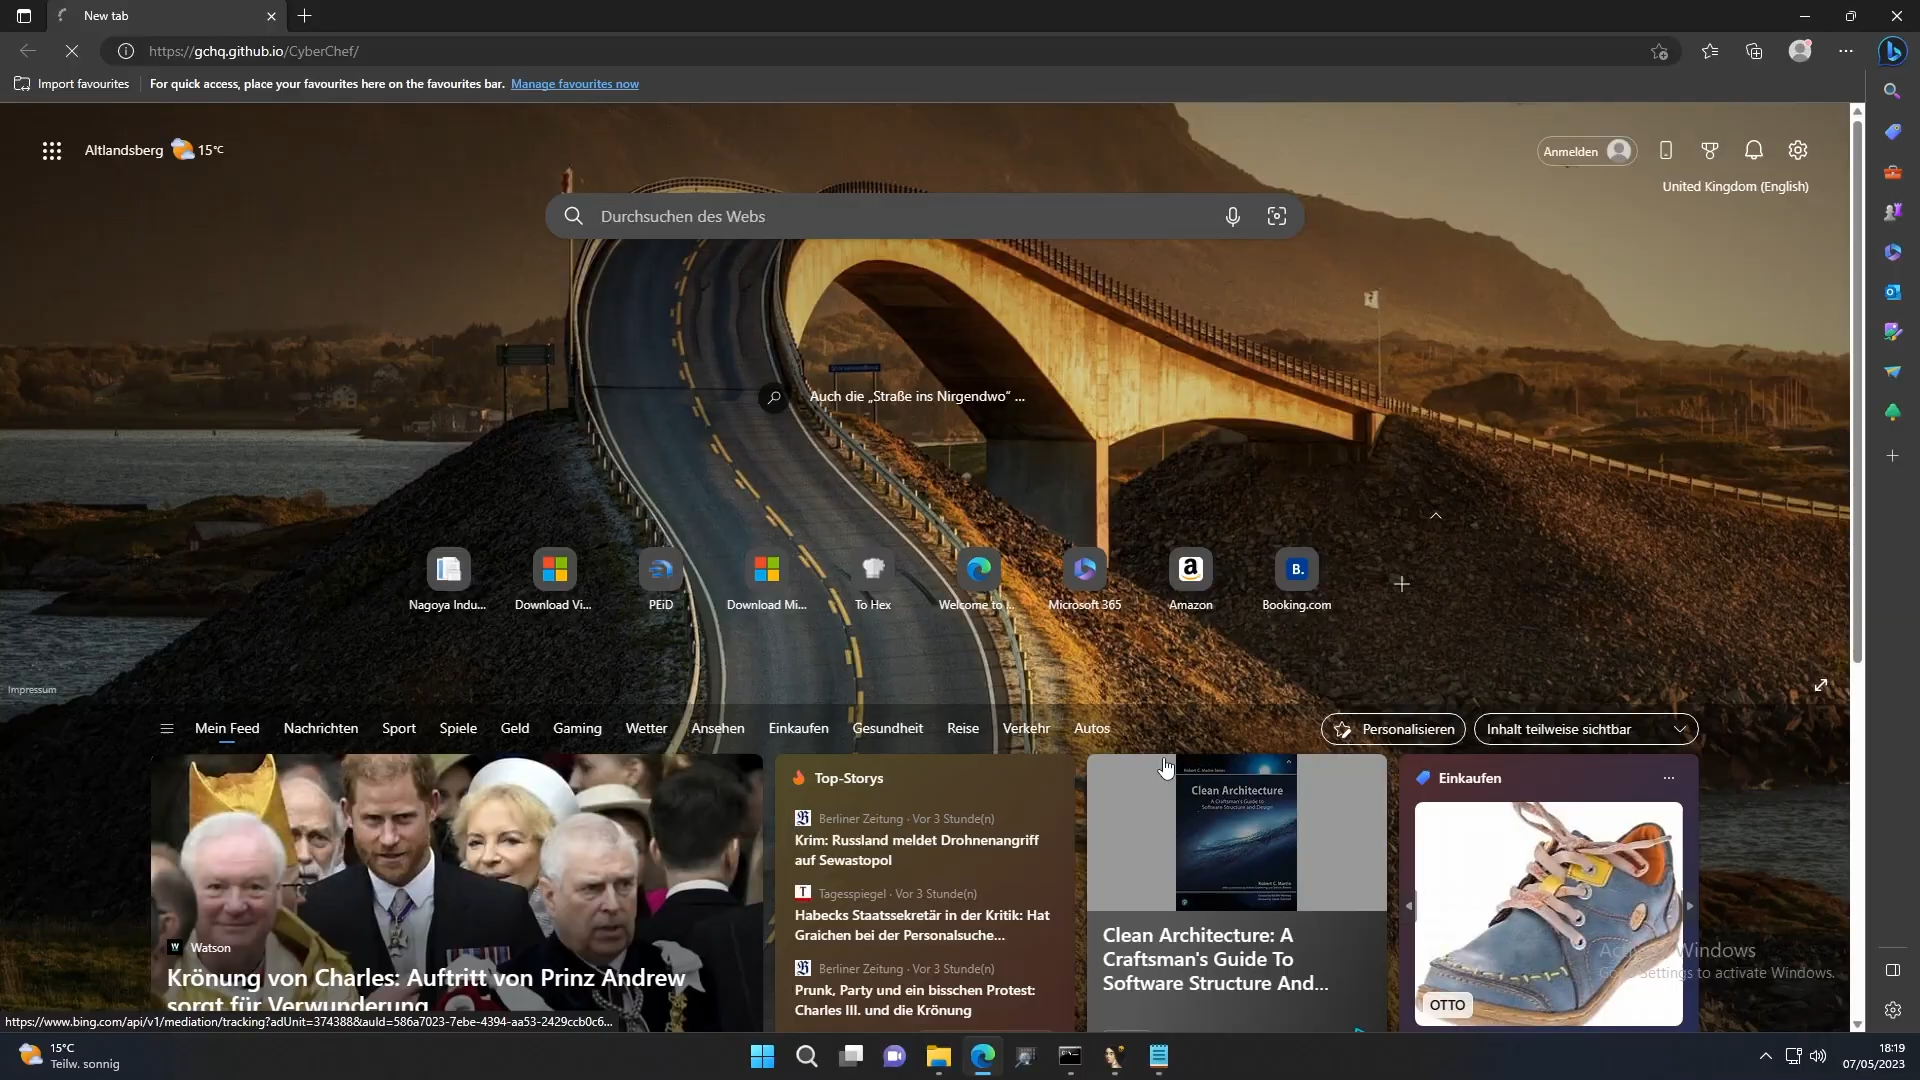 New tab
https://gchq.github.io/CyberChef/
Import favourites
For quick access, place your favourites here on the favourites bar. Manage favourites now
Altlandsberg 15°C
Anmelden
United Kingdom (English)
Durchsuchen des Webs
Auch die „Straße ins Nirgendwo" ...
Nagoya Indu...
Download Vi...
PEiD
Download Mi...
To Hex
Microsoft 365
Amazon
B.
Booking.com
Impressum
Mein Feed Nachrichten Sport Spiele Geld Gaming Wetter Ansehen Einkaufen Gesundheit Reise Verkehr Autos
Personalisieren
Inhalt teilweise sichtbar
Watson
Krönung von Charles: Auftritt von Prinz Andrew
sorgt für Verwunderung
Top-Storys
Berliner Zeitung · Vor 3 Stunde(n)
Krim: Russland meldet Drohnenangriff
auf Sewastopol
Tagesspiegel · Vor 3 Stunde(n)
Habecks Staatssekretär in der Kritik: Hat
Graichen bei der Personalsuche...
Berliner Zeitung · Vor 3 Stunde(n)
Prunk, Party und ein bisschen Protest:
Charles III. und die Krönung
Clean Architecture
Clean Architecture: A
Craftsman's Guide To
Software Structure And...
Einkaufen
OTTO
Windows
Settings to activate Windows.
https://www.bing.com/api/v1/mediation/tracking?adUnit=374388&auId=586a7023-7ebe-4394-aa53-2429ccb0c6...
15°C
Teilw. sonnig
18:19
07/05/2023